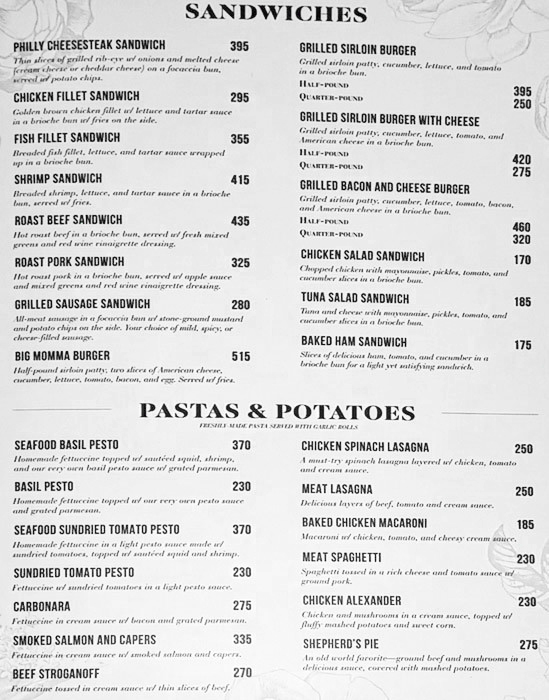 SANDWICHES
PHILLY CHEESESTEAK SANDWICH 395
Thin slices of grilled rib-eye w/ onions and melted cheese
(cream cheese or cheddar cheese) on a focaccia bun,
served w/ potato chips.
CHICKEN FILLET SANDWICH 295
Golden brown chicken fillet w/ lettuce and tartar sauce
in a brioche bun w/ fries on the side.
FISH FILLET SANDWICH 355
Breaded fish fillet, lettuce, and tartar sauce wrapped
up in a brioche bun.
SHRIMP SANDWICH 415
Breaded shrimp, lettuce, and tartar sauce in a brioche
bun, served w/ fries.
ROAST BEEF SANDWICH 435
Hot roast beef in a brioche bun, served w/ fresh mixed
greens and red wine vinaigrette dressing.
ROAST PORK SANDWICH 325
Hot roast pork in a brioche bun, served w/ apple sauce
and mixed greens and red wine vinaigrette dressing.
GRILLED SAUSAGE SANDWICH 280
All-meat sausage in a focaccia bun w/ stone-ground mustard
and potato chips on the side. Your choice of mild, spicy, or
cheese-filled sausage.
BIG MOMMA BURGER 515
Half-pound sirloin patty, two slices of American cheese,
cucumber, lettuce, tomato, bacon, and egg. Served w/ fries.
GRILLED SIRLOIN BURGER
Grilled sirloin patty, cucumber, lettuce, and tomato
in a brioche bun.
HALF-POUND 395
QUARTER-POUND 250
GRILLED SIRLOIN BURGER WITH CHEESE
Grilled sirloin patty, cucumber, lettuce, tomato, and
American cheese in a brioche bun.
HALF-POUND 420
QUARTER-POUND 275
GRILLED BACON AND CHEESE BURGER
Grilled sirloin patty, cucumber, lettuce, tomato, bacon,
and American cheese in a brioche bun.
HALF-POUND 460
QUARTER-POUND 320
CHICKEN SALAD SANDWICH 170
Chopped chicken with mayonnaise, pickles, tomato, and
cucumber slices in a brioche bun.
TUNA SALAD SANDWICH 185
Tuna and cheese with mayonnaise, pickles, tomato, and
cucumber slices in a brioche bun.
BAKED HAM SANDWICH 175
Slices of delicious ham, tomato, and cucumber in a
brioche bun for a light yet satisfying sandwich.
PASTAS & POTATOES
FRESHLY MADE PASTA SERVED WITH GARLIC ROLLS
SEAFOOD BASIL PESTO 370
Homemade fettuccine topped w/ sautéed squid, shrimp,
and our very own basil pesto sauce w/ grated parmesan.
BASIL PESTO 230
Homemade fettuccine topped w/ our very own pesto sauce
and grated parmesan.
SEAFOOD SUNDRIED TOMATO PESTO 370
Homemade fettuccine in a light pesto sauce made w/
sundried tomatoes, topped w/ sautéed squid and shrimp.
SUNDRIED TOMATO PESTO 230
Fettuccine w/ sundried tomatoes in a light pesto sauce.
CARBONARA 275
Fettuccine in cream sauce w/ bacon and grated parmesan.
SMOKED SALMON AND CAPERS 335
Fettuccine in cream sauce w/ smoked salmon and capers.
BEEF STROGANOFF 270
Fettuccine tossed in cream sauce w/ thin slices of beef.
CHICKEN SPINACH LASAGNA 250
A must-try spinach lasagna layered w/ chicken, tomato
and cream sauce.
MEAT LASAGNA 250
Delicious layers of beef, tomato and cream sauce.
BAKED CHICKEN MACARONI 185
Macaroni w/ chicken, tomato, and cheesy cream sauce.
MEAT SPAGHETTI 230
Spaghetti tossed in a rich cheese and tomato sauce w/
ground pork.
CHICKEN ALEXANDER 230
Chicken and mushrooms in a cream sauce, topped w/
fluffy mashed potatoes and sweet corn.
SHEPHERD'S PIE 275
An old world favorite—ground beef and mushrooms in a
delicious sauce, covered with mashed potatoes.